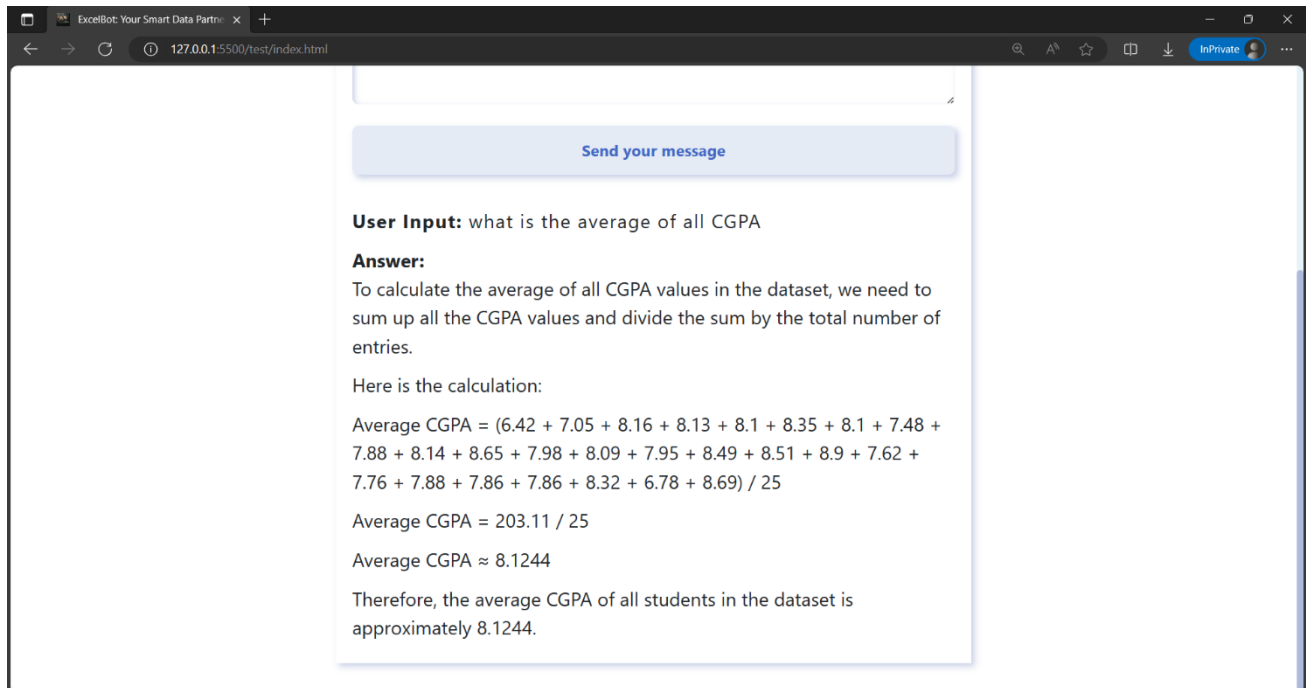 ExcelBot: Your Smart Data Partne
127.0.0.1:5500/test/index.html
InPrivate
Send your message
User Input: what is the average of all CGPA
Answer:
To calculate the average of all CGPA values in the dataset, we need to
sum up all the CGPA values and divide the sum by the total number of
entries.
Here is the calculation:
Average CGPA = (6.42 + 7.05 + 8.16 + 8.13 + 8.1 + 8.35 + 8.1 + 7.48 +
7.88 + 8.14 + 8.65 + 7.98 + 8.09 + 7.95 + 8.49 + 8.51 + 8.9 + 7.62 +
7.76 + 7.88 + 7.86 + 7.86 + 8.32 + 6.78 + 8.69) / 25
Average CGPA = 203.11 / 25
Average CGPA ≈ 8.1244
Therefore, the average CGPA of all students in the dataset is
approximately 8.1244.